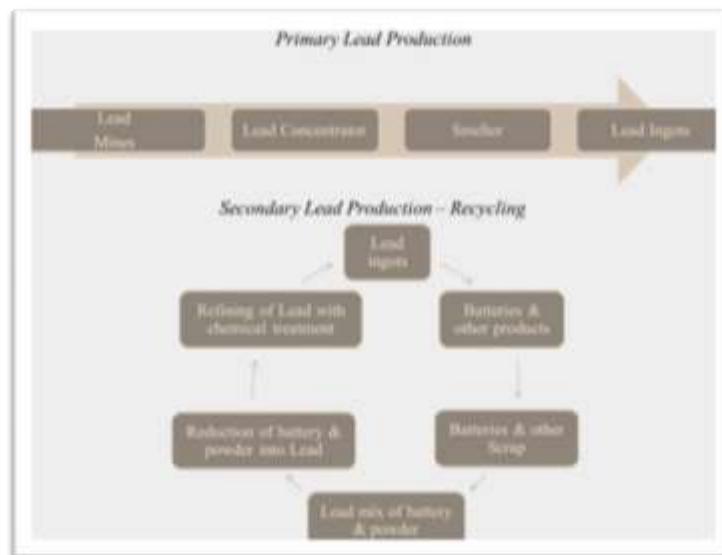 Primary Lead Production
Lead
Mines
Lead Concentrator
Smelter
Lead Ingots
Secondary Lead Production – Recycling
Lead
ingots
Batteries &
other products
Batteries & other
Scrap
Lead mix of battery
& powder
Reduction of battery &
powder into Lead
Refining of Lead with
chemical treatment